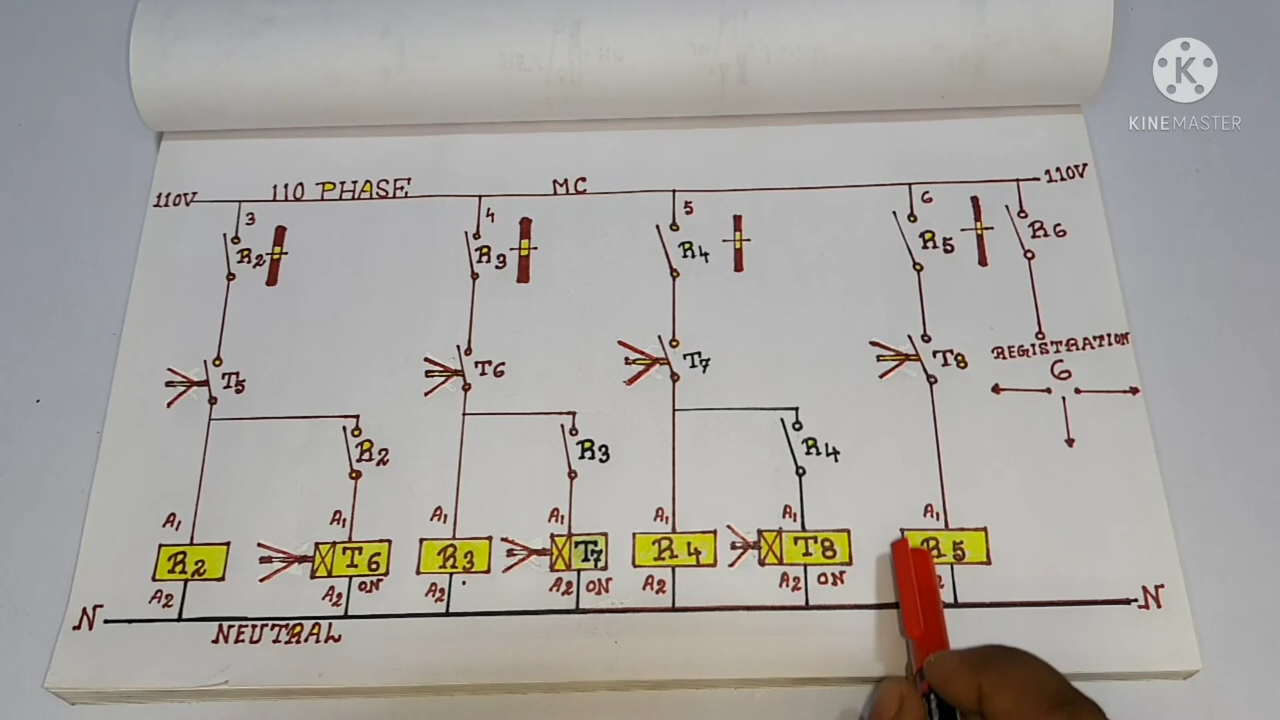 KINEMASTER
110V 110 PHASE MC 110V
3 4 5 6
R2 R3 R4 R5 R6
T5 T6 T7 T8
REGISTRATION
6
R2 R3 R4
A1 A1 A1 A1 A1 A1 A1
R2 T6 R3 T7 R4 T8 R5
A2 A2 ON A2 A2 ON A2 A2 ON 2
N N
NEUTRAL